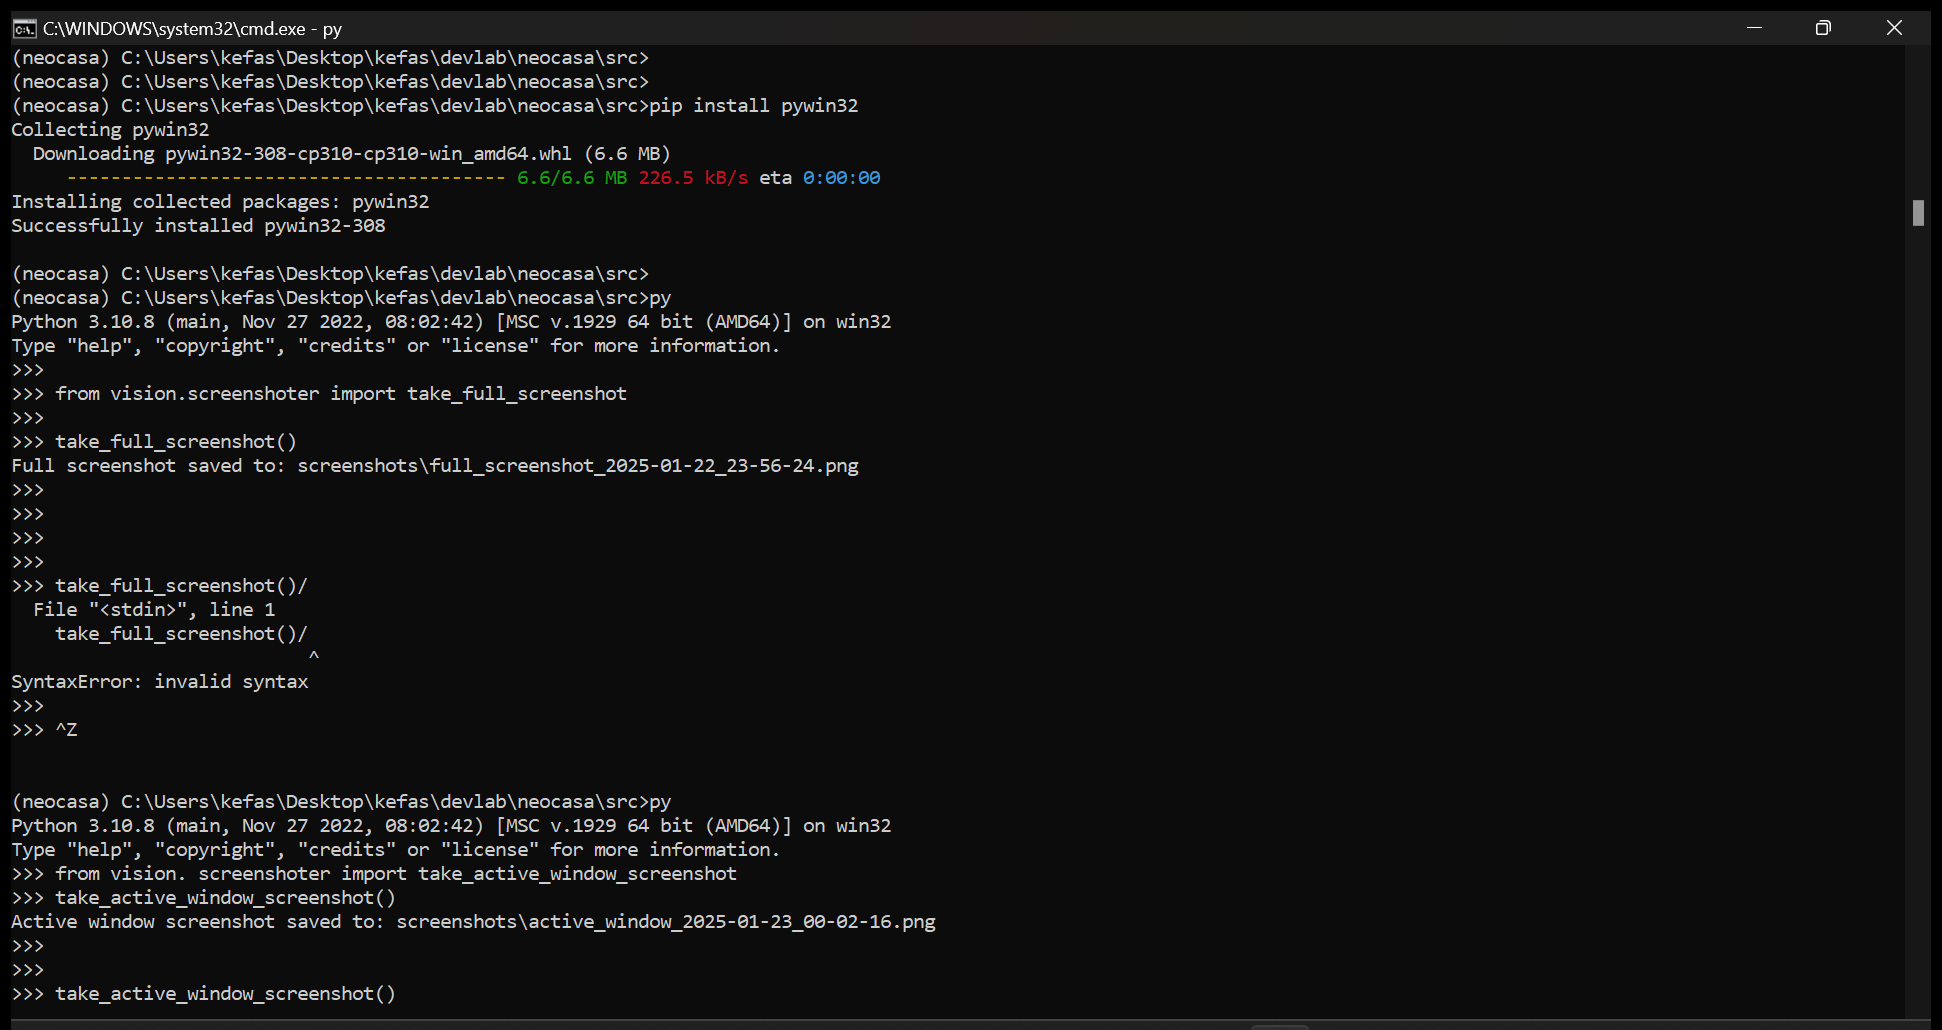 C:\WINDOWS\system32\cmd.exe - py
(neocasa) C:\Users\kefas\Desktop\kefas\devlab\neocasa\src>
(neocasa) C:\Users\kefas\Desktop\kefas\devlab\neocasa\src>
(neocasa) C:\Users\kefas\Desktop\kefas\devlab\neocasa\src>pip install pywin32
Collecting pywin32
  Downloading pywin32-308-cp310-cp310-win_amd64.whl (6.6 MB)
     ---------------------------------------- 6.6/6.6 MB 226.5 kB/s eta 0:00:00
Installing collected packages: pywin32
Successfully installed pywin32-308

(neocasa) C:\Users\kefas\Desktop\kefas\devlab\neocasa\src>
(neocasa) C:\Users\kefas\Desktop\kefas\devlab\neocasa\src>py
Python 3.10.8 (main, Nov 27 2022, 08:02:42) [MSC v.1929 64 bit (AMD64)] on win32
Type "help", "copyright", "credits" or "license" for more information.
>>>
>>> from vision.screenshoter import take_full_screenshot
>>>
>>> take_full_screenshot()
Full screenshot saved to: screenshots\full_screenshot_2025-01-22_23-56-24.png
>>>
>>>
>>>
>>>
>>> take_full_screenshot()/
  File "<stdin>", line 1
    take_full_screenshot()/
                           ^
SyntaxError: invalid syntax
>>>
>>> ^Z


(neocasa) C:\Users\kefas\Desktop\kefas\devlab\neocasa\src>py
Python 3.10.8 (main, Nov 27 2022, 08:02:42) [MSC v.1929 64 bit (AMD64)] on win32
Type "help", "copyright", "credits" or "license" for more information.
>>> from vision. screenshoter import take_active_window_screenshot
>>> take_active_window_screenshot()
Active window screenshot saved to: screenshots\active_window_2025-01-23_00-02-16.png
>>>
>>>
>>> take_active_window_screenshot()